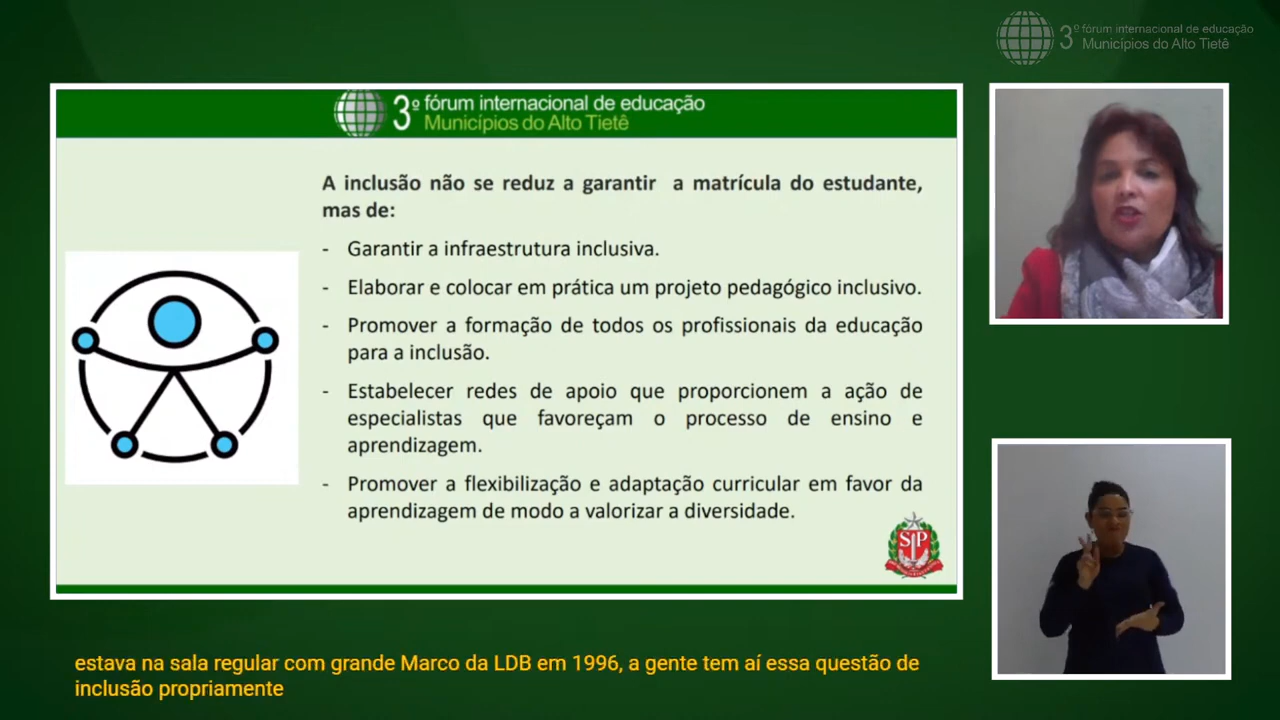 3º fórum internacional de educação
Municípios do Alto Tietê
3º fórum internacional de educação
Municípios do Alto Tietê
A inclusão não se reduz a garantir a matrícula do estudante,
mas de:
- Garantir a infraestrutura inclusiva.
- Elaborar e colocar em prática um projeto pedagógico inclusivo.
- Promover a formação de todos os profissionais da educação
para a inclusão.
- Estabelecer redes de apoio que proporcionem a ação de
especialistas que favoreçam o processo de ensino e
aprendizagem.
- Promover a flexibilização e adaptação curricular em favor da
aprendizagem de modo a valorizar a diversidade.
SP
estava na sala regular com grande Marco da LDB em 1996, a gente tem aí essa questão de
inclusão propriamente